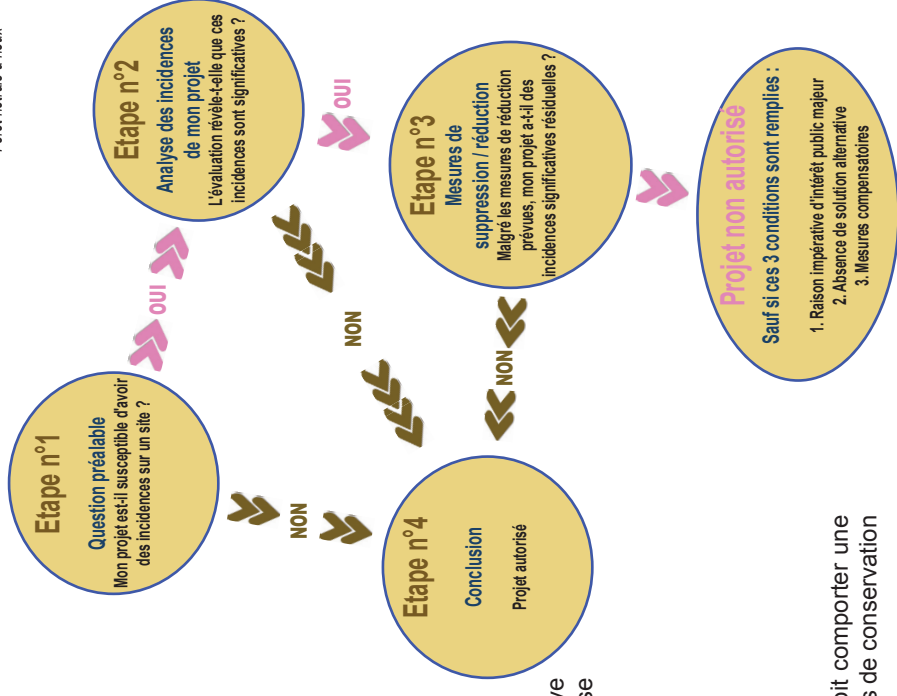 Etape n°1
Question préalable
Mon projet est-il susceptible d'avoir
des incidences sur un site ?
OUI
Etape n°2
Analyse des incidences
de mon projet
L'évaluation révèle-t-elle que ces
incidences sont significatives ?
OUI
NON
NON
Etape n°3
Mesures de
suppression / réduction
Malgré les mesures de réduction
prévues, mon projet a-t-il des
incidences significatives résiduelles ?
NON
Etape n°4
Conclusion
Projet autorisé
Projet non autorisé
Sauf si ces 3 conditions sont remplies :
1. Raison impérative d'intérêt public majeur
2. Absence de solution alternative
3. Mesures compensatoires
comporter une
de conservation